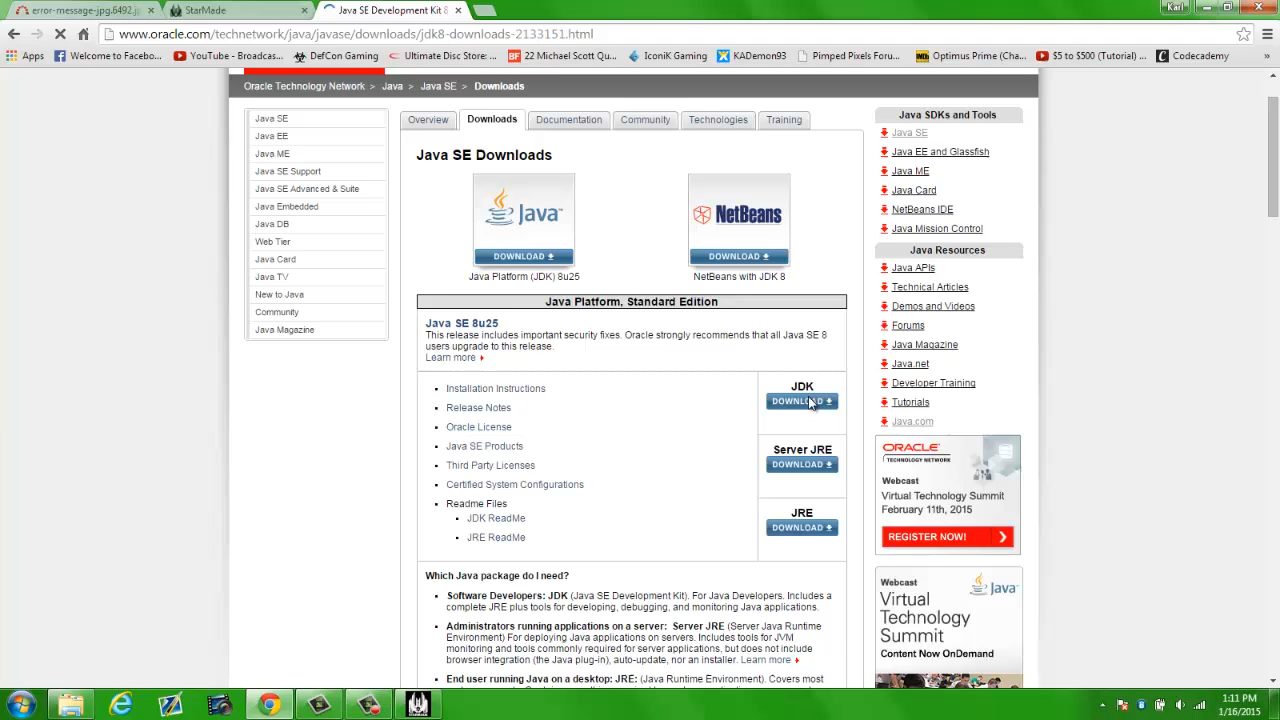 error-message-jpg.6492.jp
StarMade
Java SE Development Kit 8
Karl
www.oracle.com/technetwork/java/javase/downloads/jdk8-downloads-2133151.html
Apps
Welcome to Facebo...
YouTube - Broadcas...
DefCon Gaming
Ultimate Disc Store: ...
BF 22 Michael Scott Qu...
IconiK Gaming
KADemon93
Pimped Pixels Foru...
Optimus Prime (Cha...
$5 to $500 (Tutorial) ...
Codecademy
»
Oracle Technology Network > Java > Java SE > Downloads
Java SE
Java EE
Java ME
Java SE Support
Java SE Advanced & Suite
Java Embedded
Java DB
Web Tier
Java Card
Java TV
New to Java
Community
Java Magazine
Overview
Downloads
Documentation
Community
Technologies
Training
Java SE Downloads
Java
DOWNLOAD
Java Platform (JDK) 8u25
NetBeans
DOWNLOAD
NetBeans with JDK 8
Java Platform, Standard Edition
Java SE 8u25
This release includes important security fixes. Oracle strongly recommends that all Java SE 8
users upgrade to this release.
Learn more
Installation Instructions
Release Notes
Oracle License
Java SE Products
Third Party Licenses
Certified System Configurations
Readme Files
JDK ReadMe
JRE ReadMe
JDK
DOWNLOAD
Server JRE
DOWNLOAD
JRE
DOWNLOAD
Which Java package do I need?
Software Developers: JDK (Java SE Development Kit). For Java Developers. Includes a
complete JRE plus tools for developing, debugging, and monitoring Java applications.
Administrators running applications on a server: Server JRE (Server Java Runtime
Environment) For deploying Java applications on servers. Includes tools for JVM
monitoring and tools commonly required for server applications, but does not include
browser integration (the Java plug-in), auto-update, nor an installer. Learn more
End user running Java on a desktop: JRE: (Java Runtime Environment). Covers most
Java SDKs and Tools
Java SE
Java EE and Glassfish
Java ME
Java Card
NetBeans IDE
Java Mission Control
Java Resources
Java APIs
Technical Articles
Demos and Videos
Forums
Java Magazine
Java.net
Developer Training
Tutorials
Java.com
ORACLE
TECHNOLOGY NETWORK
Webcast
Virtual Technology Summit
February 11th, 2015
REGISTER NOW!
Webcast
Java
Virtual
Technology
Summit
Content Now OnDemand
1:11 PM
1/16/2015